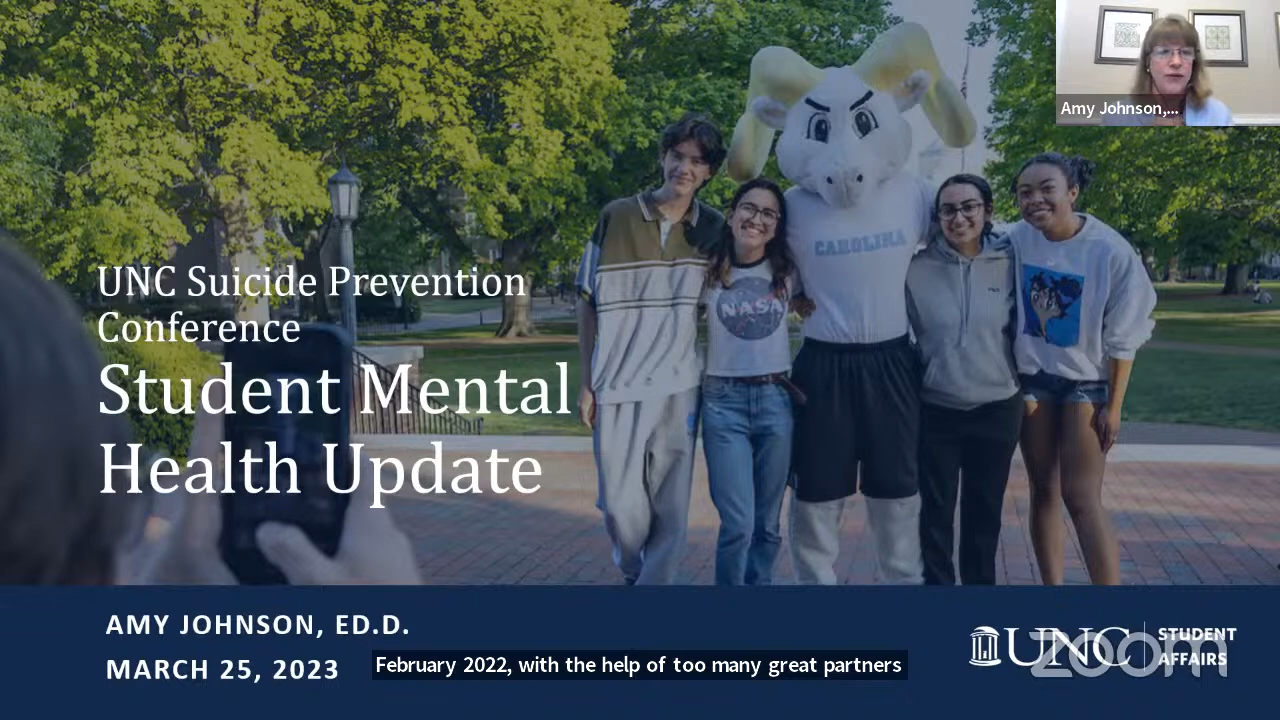 Amy Johnson,...
CAROLINA
NASA
UNC Suicide Prevention
Conference
Student Mental
Health Update
AMY JOHNSON, ED.D.
MARCH 25, 2023
February 2022, with the help of too many great partners
UNC
STUDENT
AFFAIRS
zoom